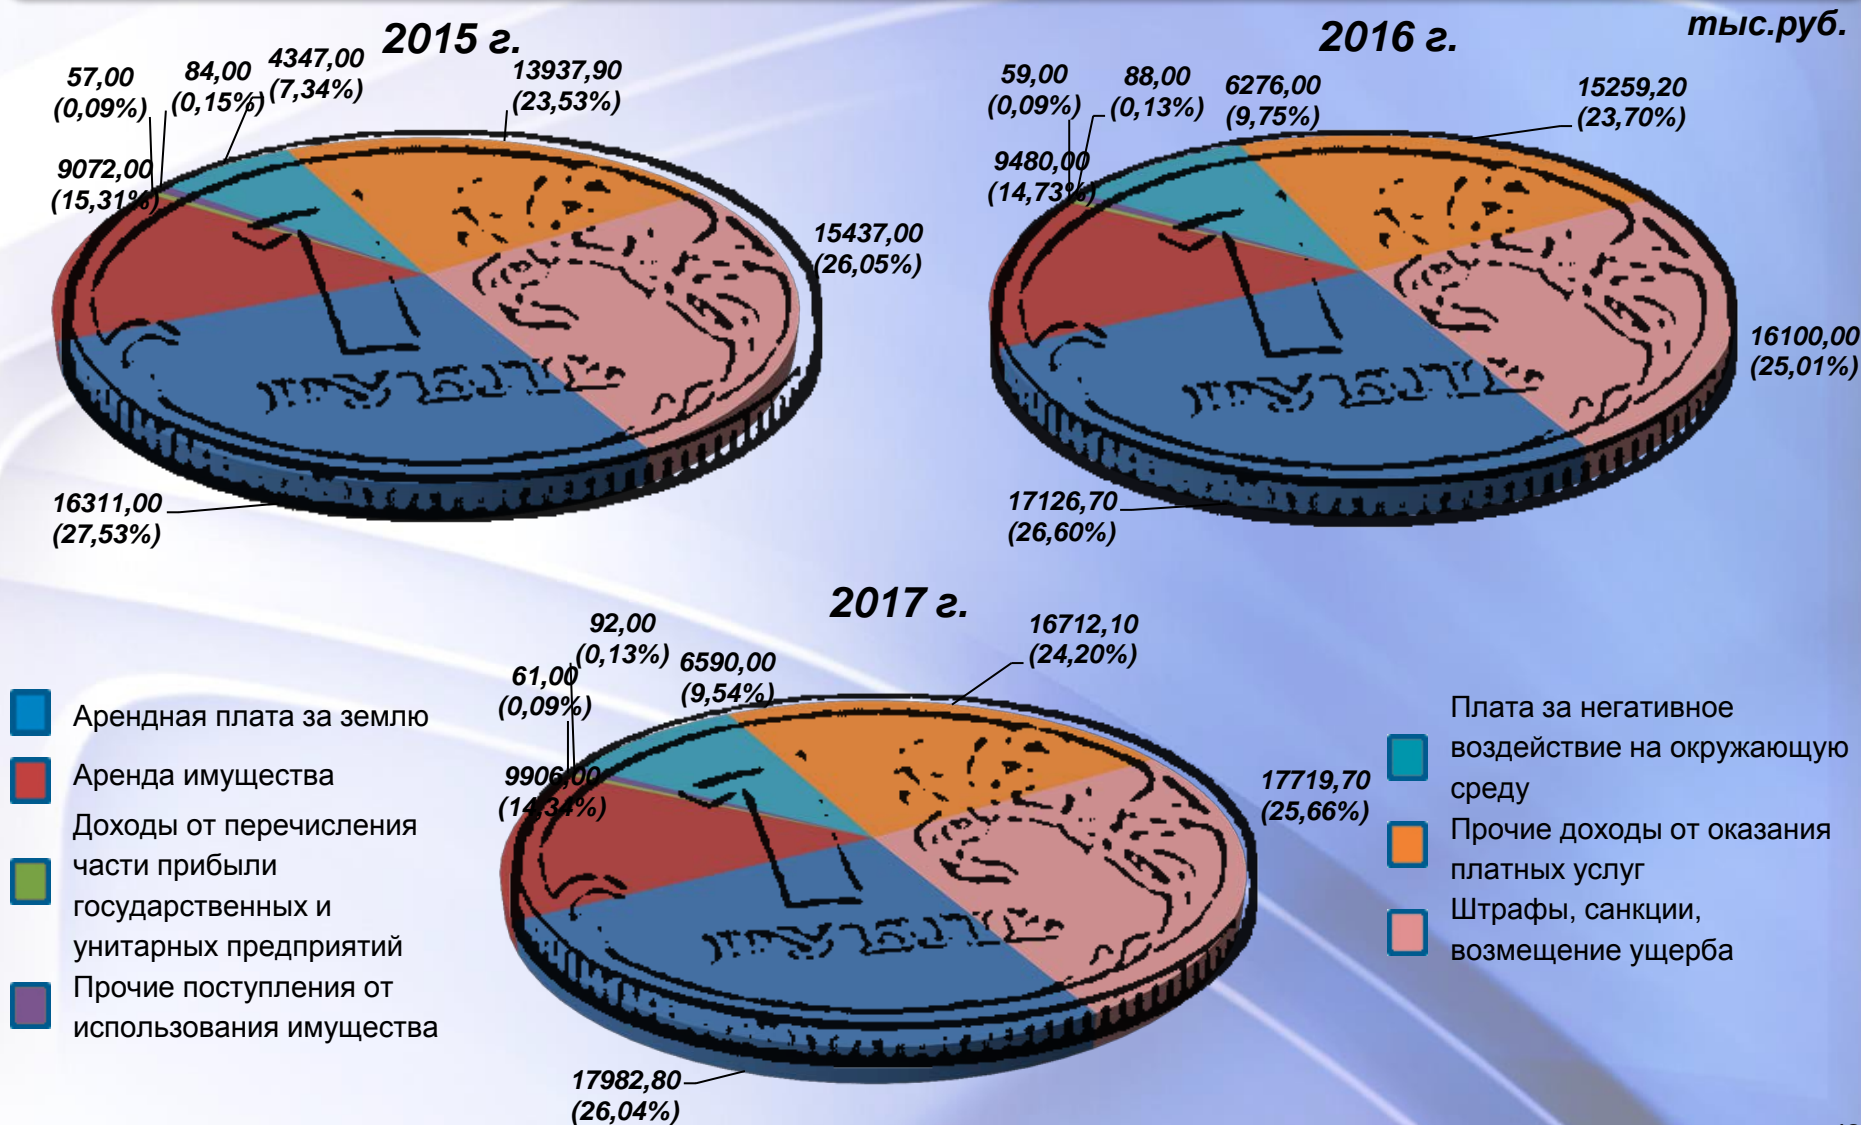 тыс.руб.
2015 г.
57,00
(0,09%)
84,00
(0,15%)
4347,00
(7,34%)
13937,90
(23,53%)
9072,00
(15,31%)
15437,00
(26,05%)
16311,00
(27,53%)
2016 г.
59,00
(0,09%)
88,00
(0,13%)
6276,00
(9,75%)
15259,20
(23,70%)
9480,00
(14,73%)
16100,00
(25,01%)
17126,70
(26,60%)
2017 г.
92,00
(0,13%)
61,00
(0,09%)
6590,00
(9,54%)
16712,10
(24,20%)
9906,00
(14,34%)
17719,70
(25,66%)
17982,80
(26,04%)
Арендная плата за землю
Аренда имущества
Доходы от перечисления
части прибыли
государственных и
унитарных предприятий
Прочие поступления от
использования имущества
Плата за негативное
воздействие на окружающую
среду
Прочие доходы от оказания
платных услуг
Штрафы, санкции,
возмещение ущерба